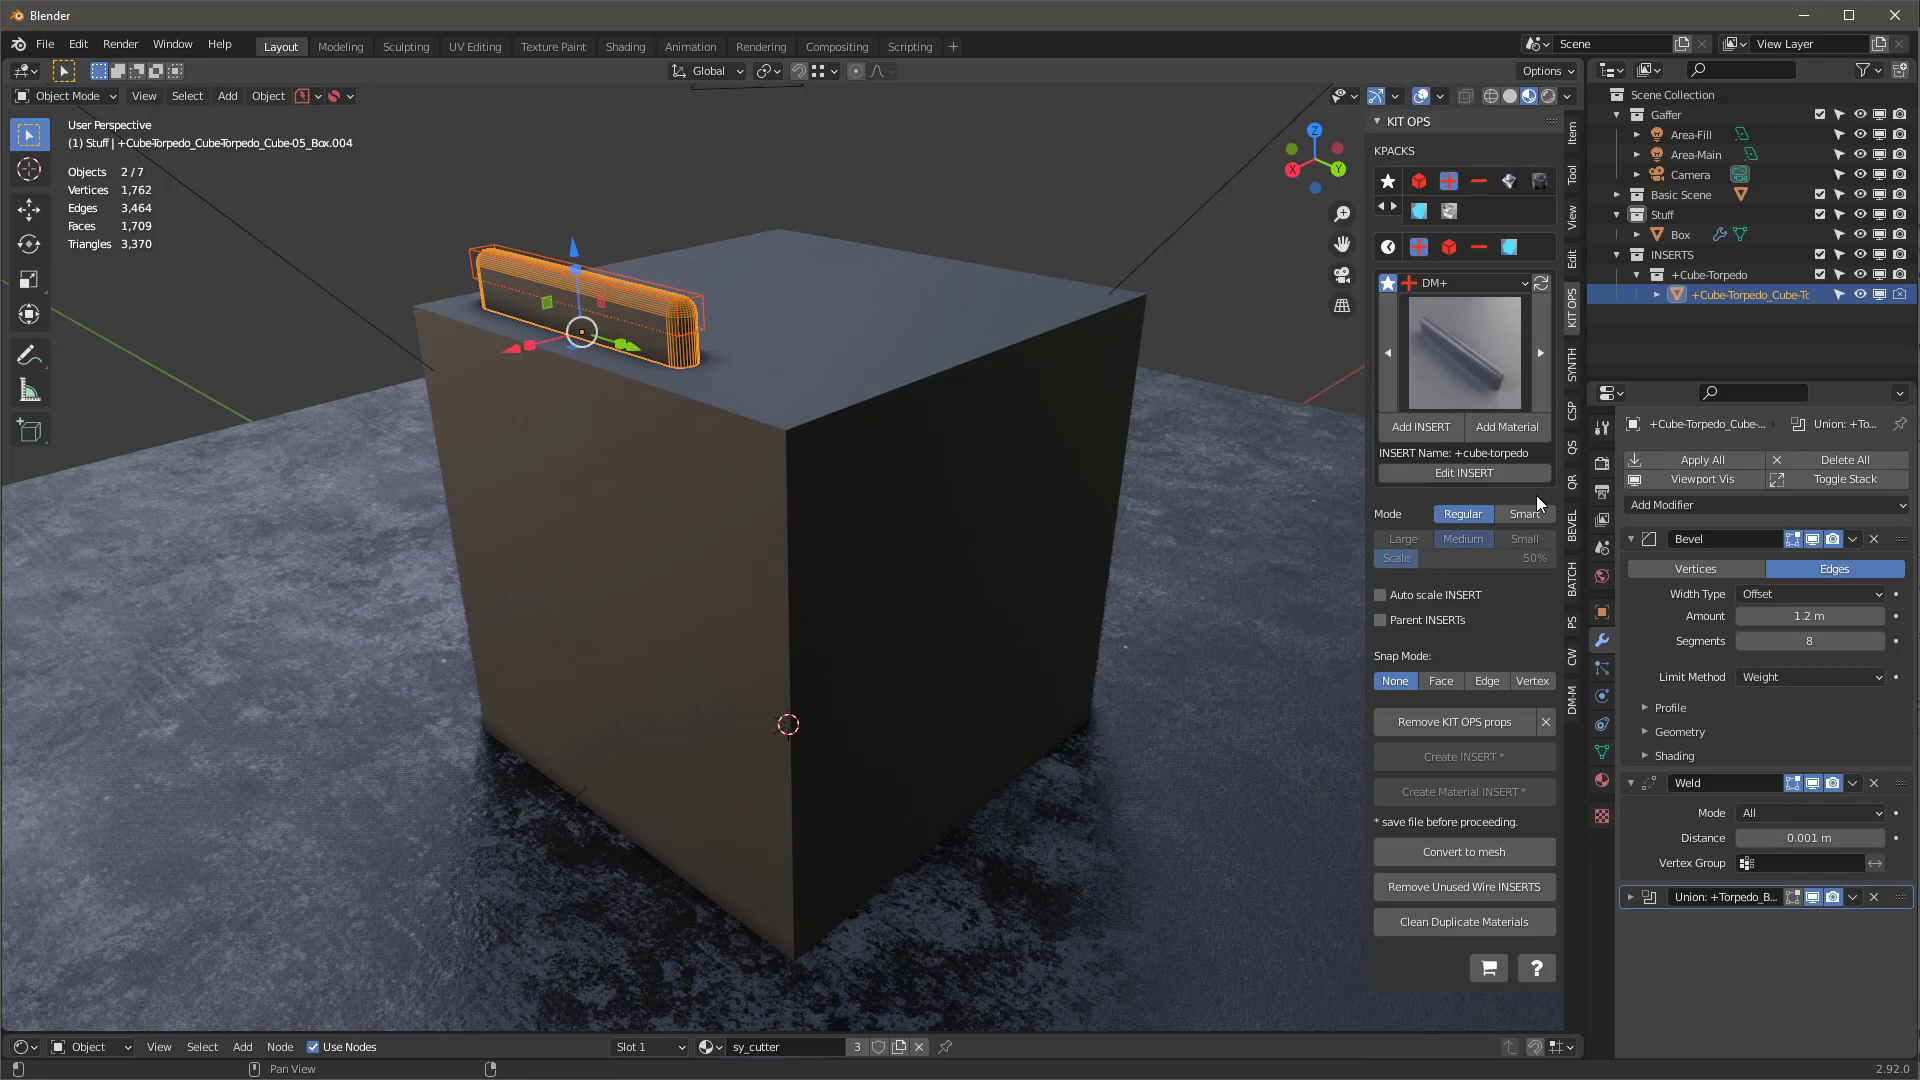 Blender
File Edit Render Window Help Layout Modeling Sculpting UV Editing Texture Paint Shading Animation Rendering Compositing Scripting + Scene View Layer
Global Options
Object Mode View Select Add Object
User Perspective
(1) Stuff | +CubeTorpedo_CubeTorpedo_Cube-05_Box.004
Objects 2/7
Vertices 1,762
Edges 3,464
Faces 1,709
Triangles 3,370
Z
X
Y
KIT OPS
KPACKS
DM+
Add INSERT Add Material
INSERT Name: +cube-torpedo
Edit INSERT
Mode Regular Smart
Large Medium Small
Scale 50%
Auto scale INSERT
Parent INSERTs
Snap Mode:
None Face Edge Vertex
Remove KIT OPS props
Create INSERT *
Create Material INSERT *
* save file before proceeding.
Convert to mesh
Remove Unused Wire INSERTS
Clean Duplicate Materials
?
Item
Tool
View
Edit
KIT OPS
SYNTH
CSP
QS
QR
BEVEL
BATCH
PS
CW
DM-M
Scene Collection
Gaffer
Area-Fill
Area-Main
Camera
Basic Scene
Stuff
Box
INSERTS
+Cube-Torpedo
+Cube-Torpedo_Cube-To
+Cube-Torpedo_Cube-... Union: +To...
Apply All Delete All
Viewport Vis Toggle Stack
Add Modifier
Bevel
Vertices Edges
Width Type Offset
Amount 1.2 m
Segments 8
Limit Method Weight
Profile
Geometry
Shading
Weld
Mode All
Distance 0.001 m
Vertex Group
Union: +Torpedo_B...
Object View Select Add Node Use Nodes Slot 1 sy_cutter 3
Pan View 2.92.0